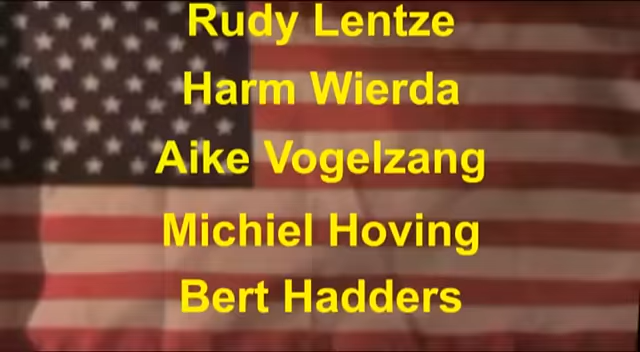 Rudy Lentze
Harm Wierda
Aike Vogelzang
Michiel Hoving
Bert Hadders